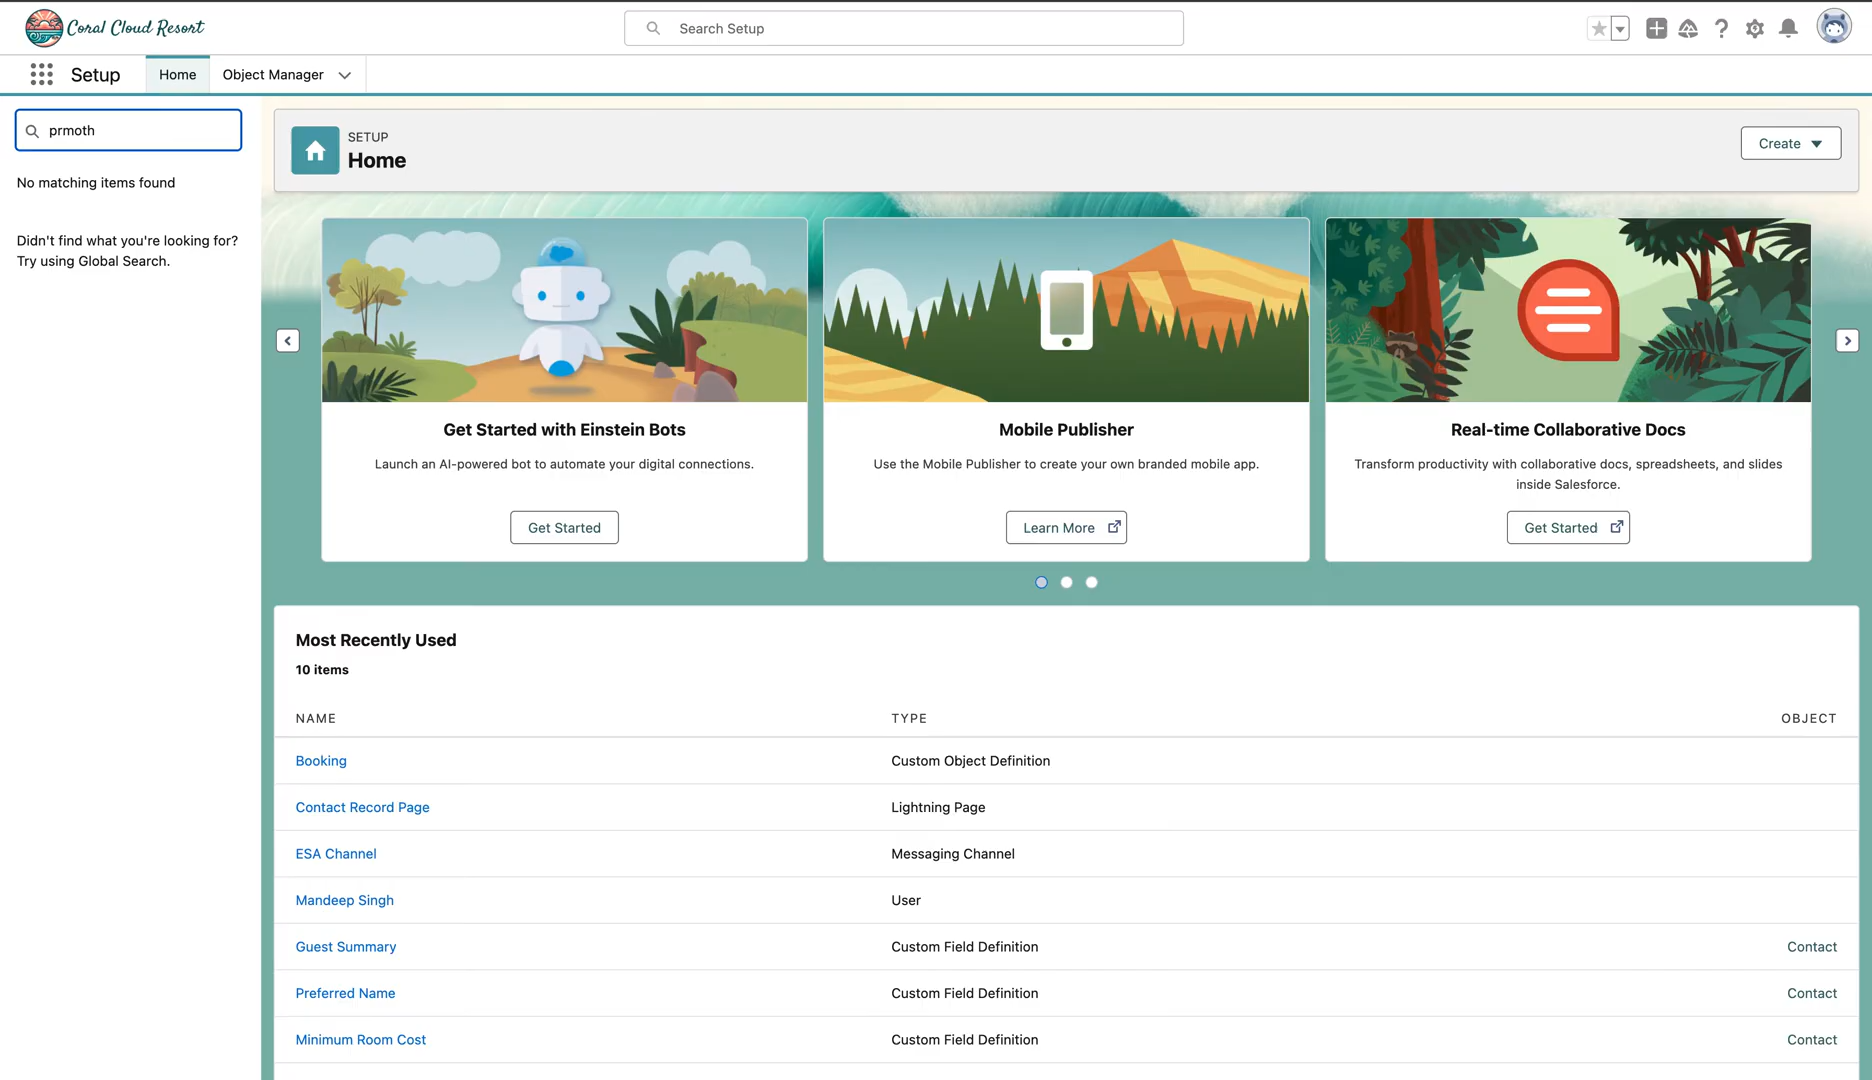 Coral Cloud Resort
Search Setup
Setup
Home
Object Manager
prmoth
No matching items found
Didn't find what you're looking for?
Try using Global Search.
SETUP
Home
Create
Get Started with Einstein Bots
Launch an AI-powered bot to automate your digital connections.
Get Started
Mobile Publisher
Use the Mobile Publisher to create your own branded mobile app.
Learn More
Real-time Collaborative Docs
Transform productivity with collaborative docs, spreadsheets, and slides
inside Salesforce.
Get Started
Most Recently Used
10 items
NAME TYPE OBJECT
Booking Custom Object Definition
Contact Record Page Lightning Page
ESA Channel Messaging Channel
Mandeep Singh User
Guest Summary Custom Field Definition Contact
Preferred Name Custom Field Definition Contact
Minimum Room Cost Custom Field Definition Contact